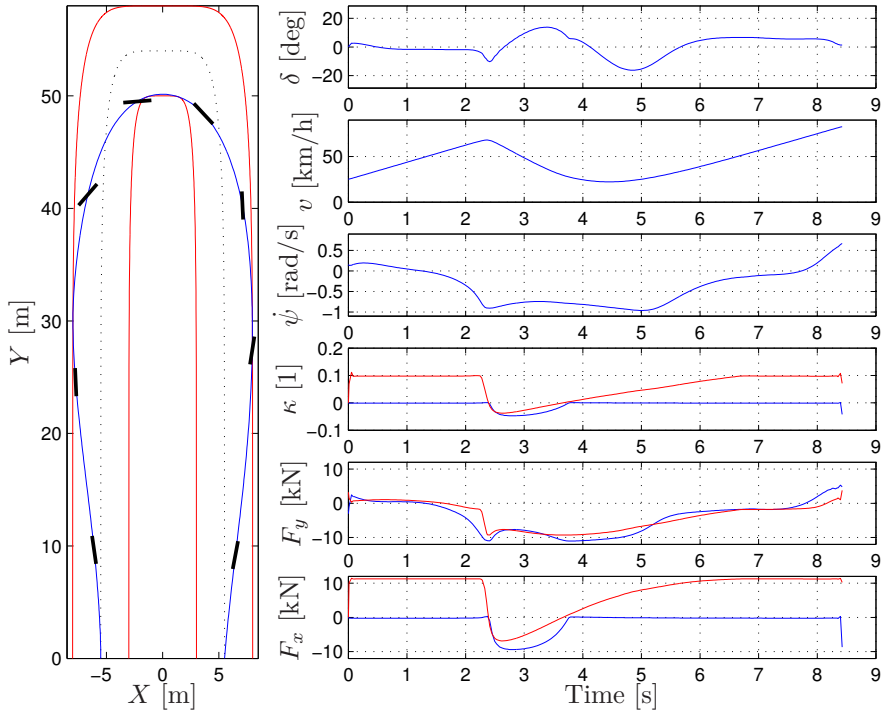 50
40
30
20
10
0
Y [m]
−5 0 5
X [m]
20
0
−20
δ [deg]
0 1 2 3 4 5 6 7 8 9
50
0
v [km/h]
0 1 2 3 4 5 6 7 8 9
0.5
0
−0.5
−1
ψ̇ [rad/s]
0 1 2 3 4 5 6 7 8 9
0.2
0.1
0
−0.1
κ [1]
0 1 2 3 4 5 6 7 8 9
10
0
−10
F_y [kN]
0 1 2 3 4 5 6 7 8 9
10
0
−10
F_x [kN]
0 1 2 3 4 5 6 7 8 9
Time [s]